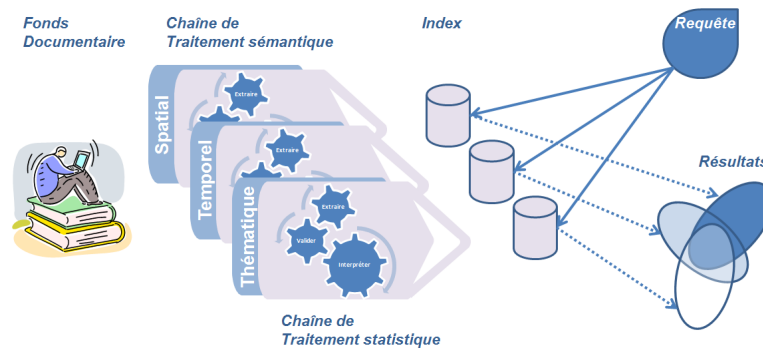 Fonds
Documentaire
Chaîne de
Traitement sémantique
Index
Requête
Spatial
Extraire
Temporel
Extraire
Résultats
Thématique
Extraire
Valider
Interpréter
Chaîne de
Traitement statistique